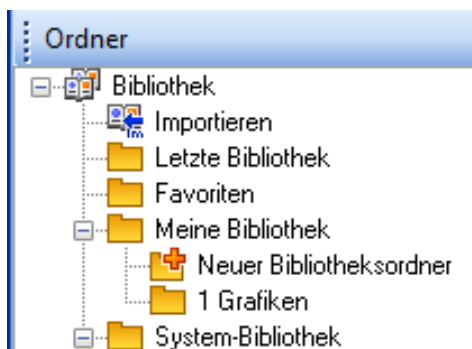 Ordner
Bibliothek
Importieren
Letzte Bibliothek
Favoriten
Meine Bibliothek
Neuer Bibliotheksordner
1 Grafiken
System-Bibliothek